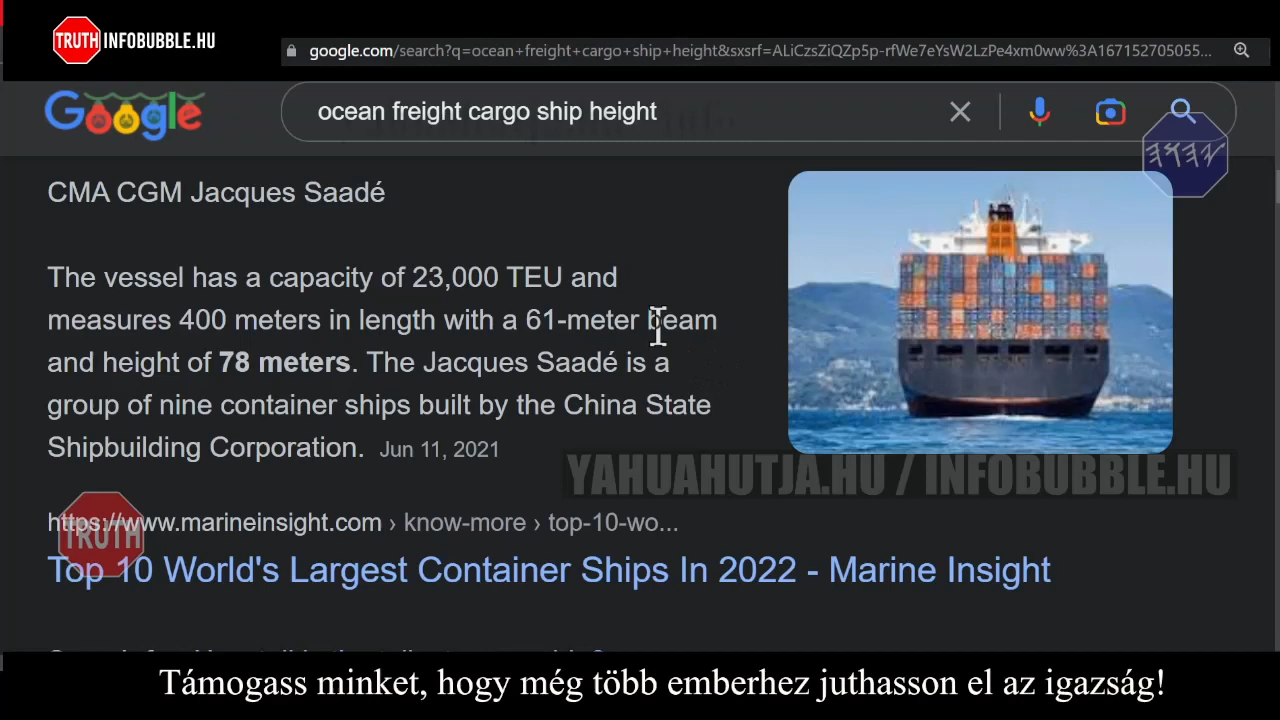 TRUTH INFOBUBBLE.HU
google.com/search?q=ocean+freight+cargo+ship+height&sxsrf=ALiCzsZiQZp5p-rfWe7eYsW2LzPe4xm0ww%3A167152705055...
Google
ocean freight cargo ship height
CMA CGM Jacques Saadé
The vessel has a capacity of 23,000 TEU and
measures 400 meters in length with a 61-meter beam
and height of 78 meters. The Jacques Saadé is a
group of nine container ships built by the China State
Shipbuilding Corporation. Jun 11, 2021
YAHUAHUTJA.HU / INFOBUBBLE.HU
https://www.marineinsight.com › know-more › top-10-wo...
TRUTH
Top 10 World's Largest Container Ships In 2022 - Marine Insight
Támogass minket, hogy még több emberhez juthasson el az igazság!